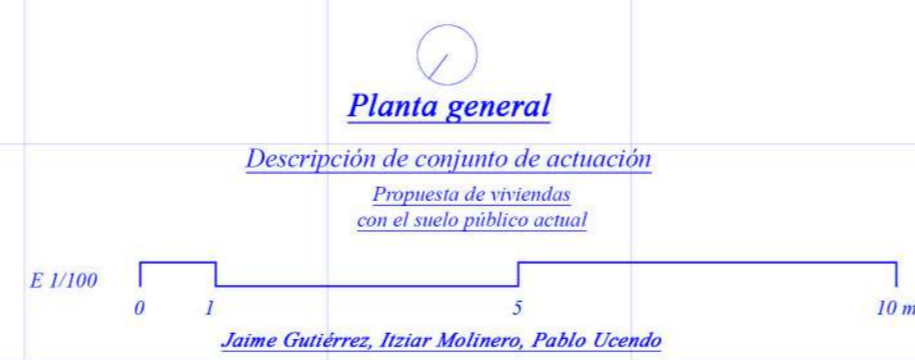 Planta general
Descripción de conjunto de actuación
Propuesta de viviendas
con el suelo público actual
E 1/100
0 1 5 10 m
Jaime Gutiérrez, Itziar Molinero, Pablo Ucendo